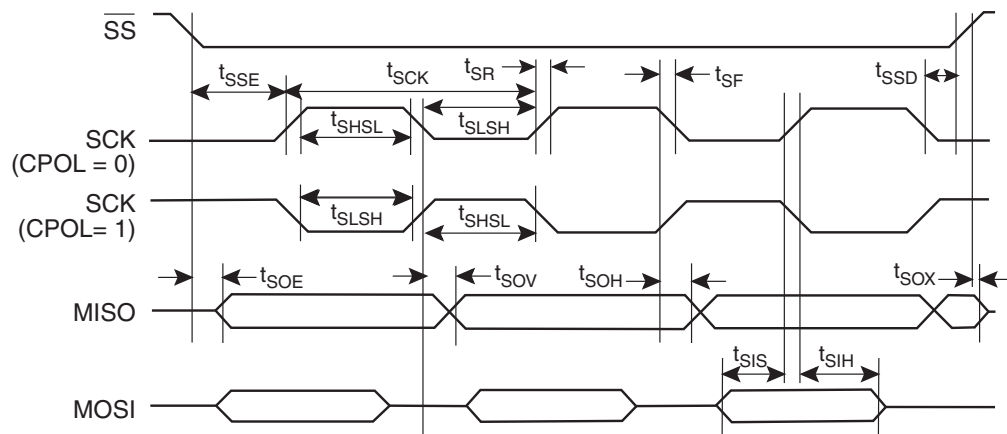 SS
tSSE
tSCK
tSR
tSF
tSSD
SCK
(CPOL = 0)
tSHSL
tSLSH
SCK
(CPOL= 1)
tSLSH
tSHSL
tSOE
tSOV
tSOH
tSOX
MISO
tSIS
tSIH
MOSI